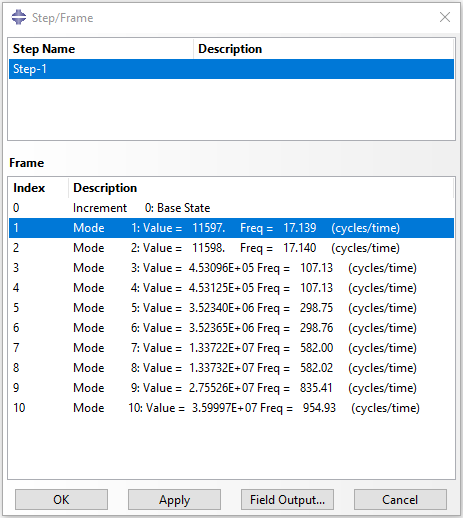 Step/Frame
Step Name Description
Step-1
Frame
Index Description
0 Increment 0: Base State
1 Mode 1: Value = 11597. Freq = 17.139 (cycles/time)
2 Mode 2: Value = 11598. Freq = 17.140 (cycles/time)
3 Mode 3: Value = 4.53096E+05 Freq = 107.13 (cycles/time)
4 Mode 4: Value = 4.53125E+05 Freq = 107.13 (cycles/time)
5 Mode 5: Value = 3.52340E+06 Freq = 298.75 (cycles/time)
6 Mode 6: Value = 3.52365E+06 Freq = 298.76 (cycles/time)
7 Mode 7: Value = 1.33722E+07 Freq = 582.00 (cycles/time)
8 Mode 8: Value = 1.33732E+07 Freq = 582.02 (cycles/time)
9 Mode 9: Value = 2.75526E+07 Freq = 835.41 (cycles/time)
10 Mode 10: Value = 3.59997E+07 Freq = 954.93 (cycles/time)
OK Apply Field Output... Cancel